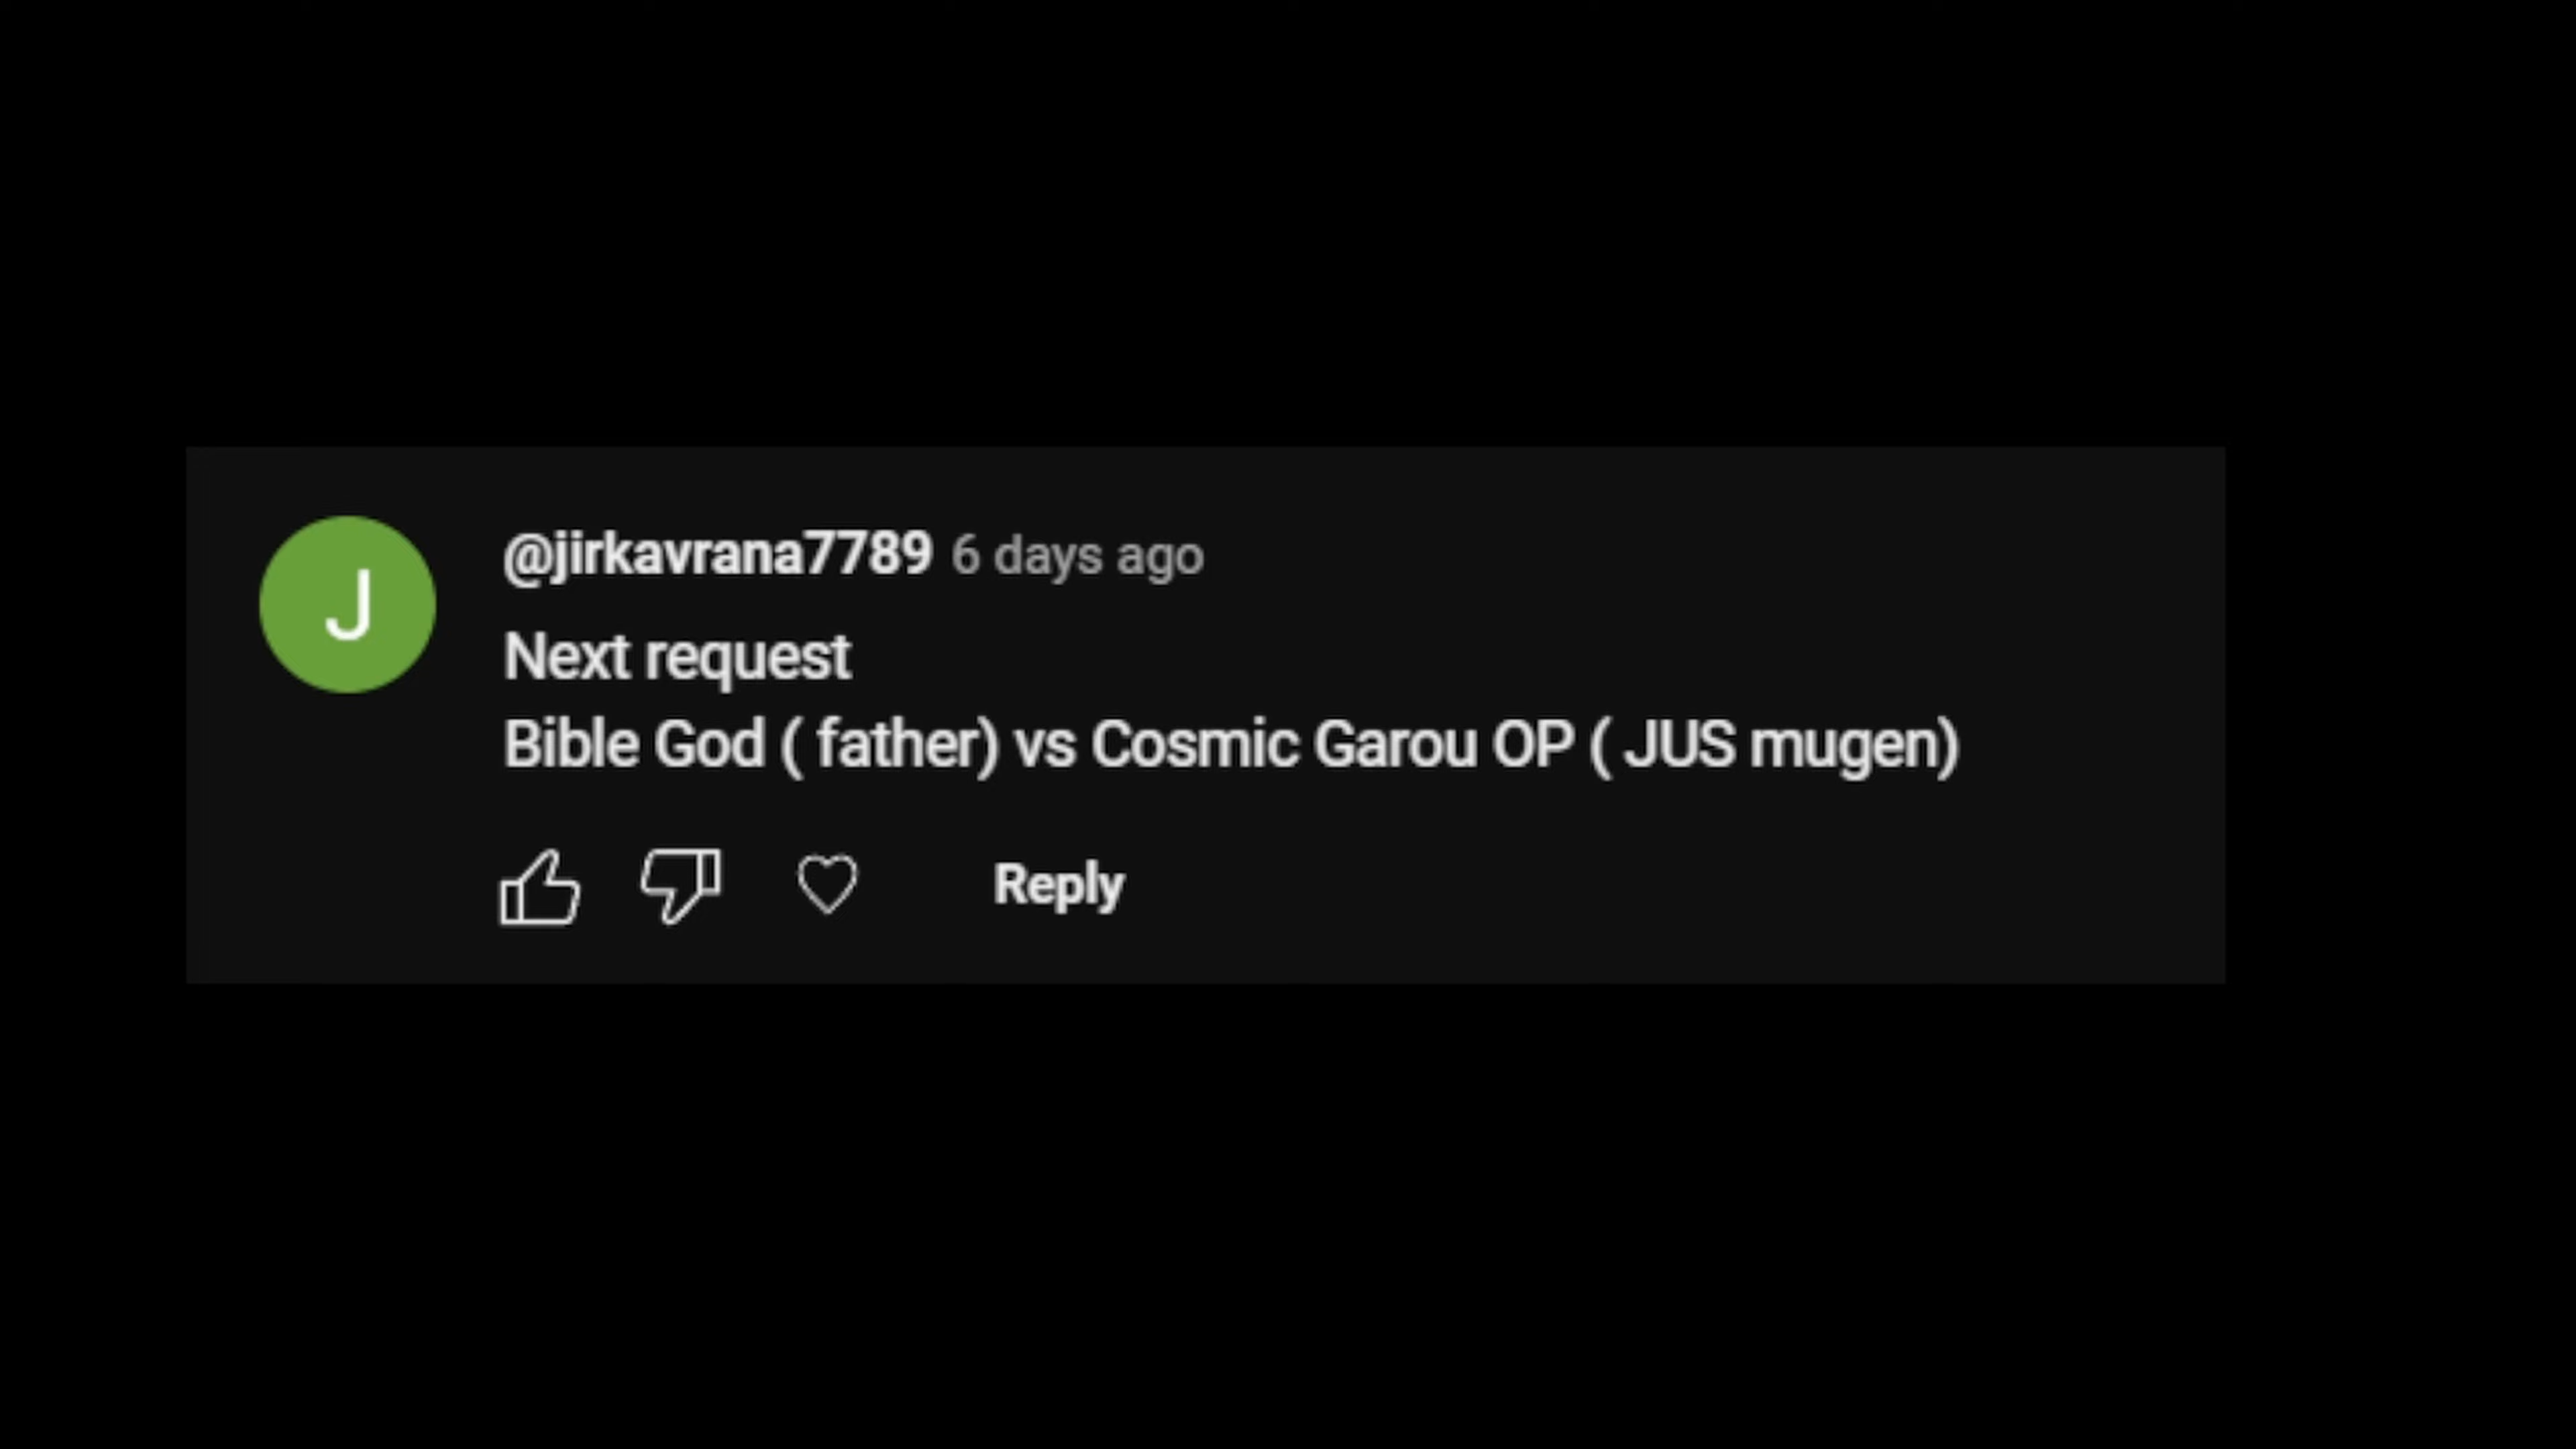 J
@jirkavrana7789 6 days ago
Next request
Bible God ( father) vs Cosmic Garou OP ( JUS mugen)
Reply